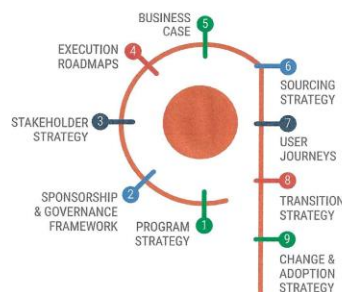 BUSINESS
CASE
5
EXECUTION
ROADMAPS
4
6
SOURCING
STRATEGY
STAKEHOLDER
STRATEGY
3
7
USER
JOURNEYS
8
TRANSITION
STRATEGY
SPONSORSHIP
& GOVERNANCE
FRAMEWORK
2
PROGRAM
STRATEGY
1
9
CHANGE &
ADOPTION
STRATEGY